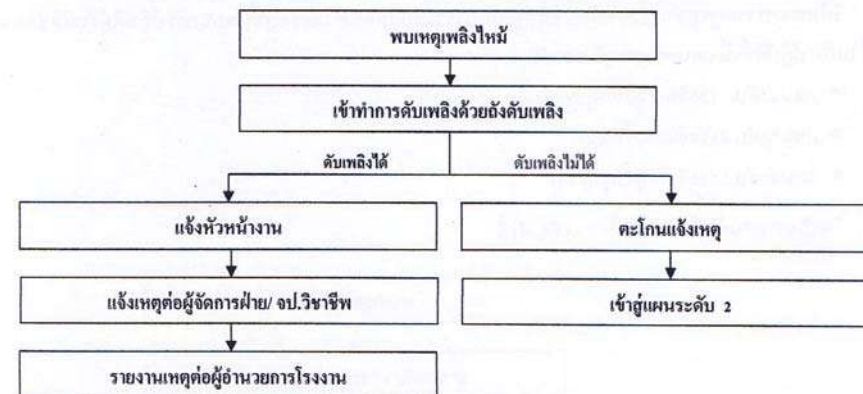 พบเหตุเพลิงไหม้
เข้าทำการดับเพลิงด้วยถังดับเพลิง
ดับเพลิงได้
ดับเพลิงไม่ได้
แจ้งหัวหน้างาน
ตะโกนแจ้งเหตุ
แจ้งเหตุต่อผู้จัดการฝ่าย/ จป.วิชาชีพ
เข้าสู่แผนระดับ 2
รายงานเหตุต่อผู้อำนวยการโรงงาน